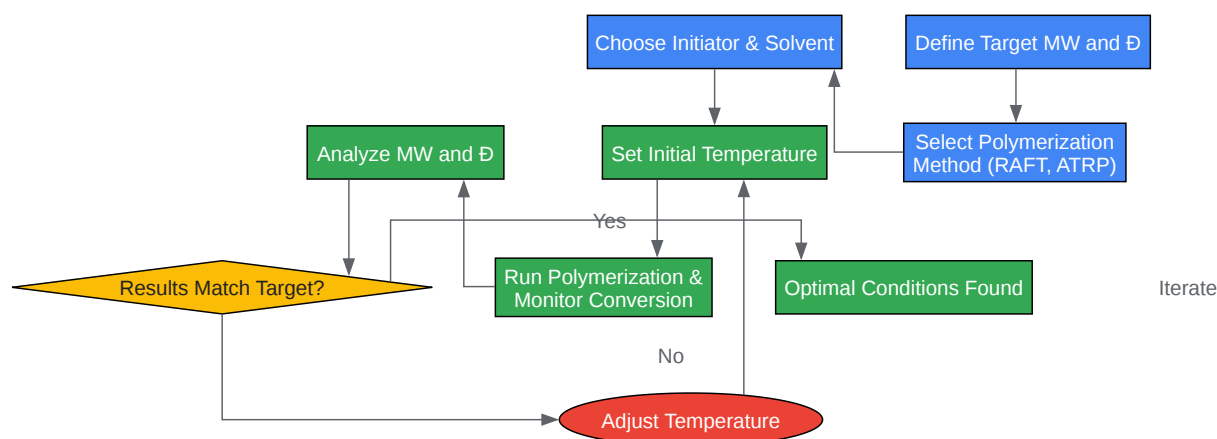 Choose Initiator & Solvent
Define Target MW and Đ
Analyze MW and Đ
Set Initial Temperature
Select Polymerization
Method (RAFT, ATRP)
Yes
Results Match Target?
Run Polymerization &
Monitor Conversion
Optimal Conditions Found
Iterate
No
Adjust Temperature